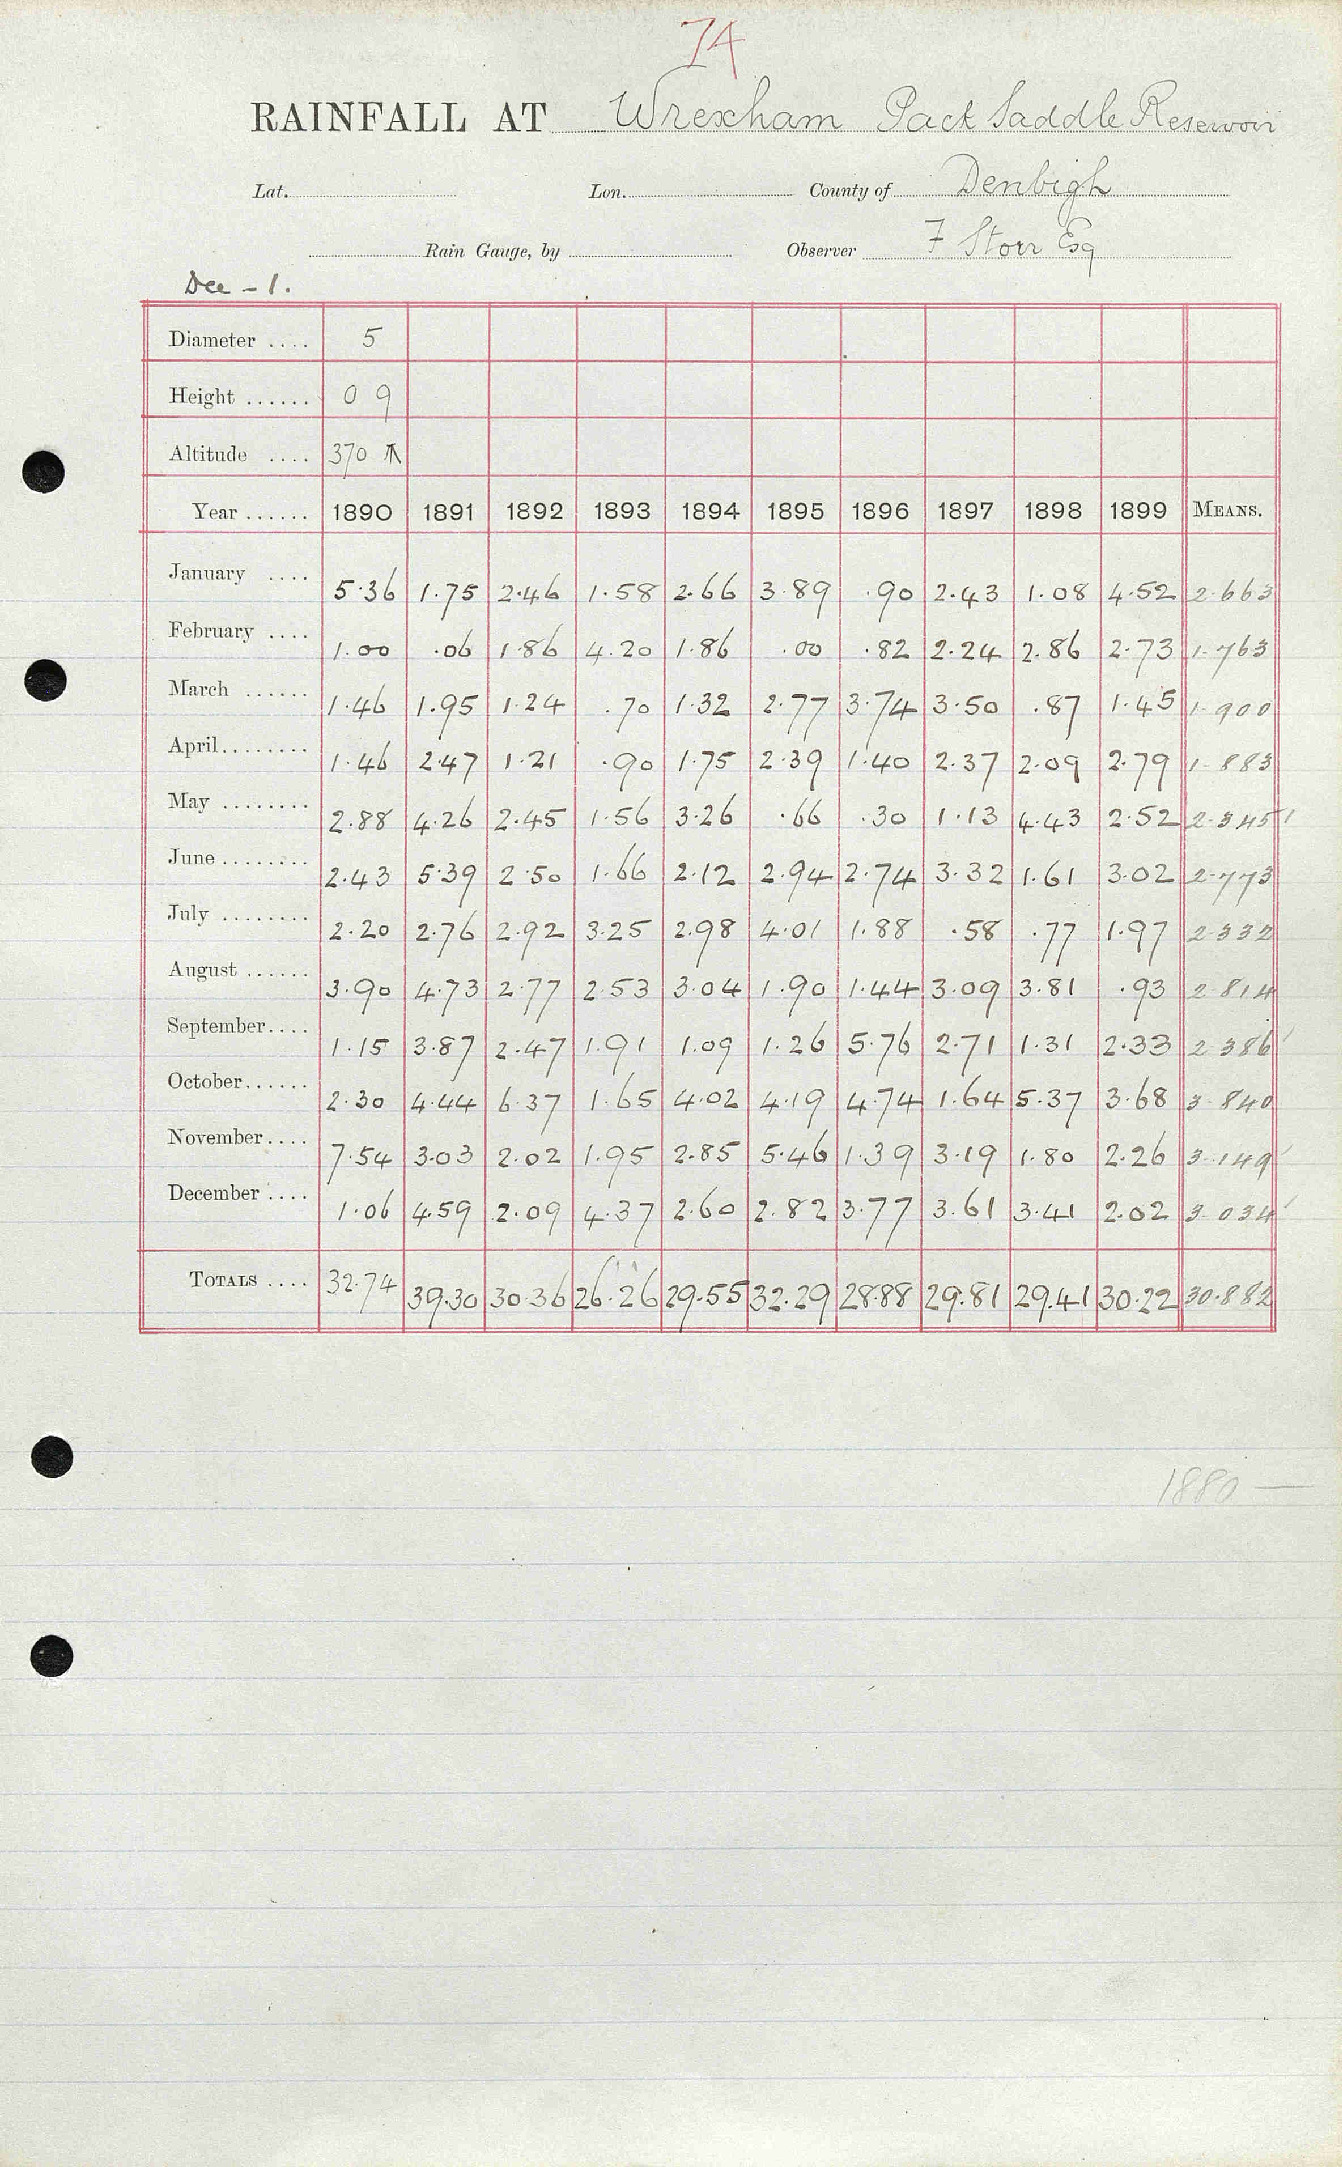 74
RAINFALL AT Wrexham Pack Saddle Reservoir
Lat. Lon. County of Denbigh
Rain Gauge, by Observer F Storr Esq
Dec - 1.
Diameter .... 5
Height ...... 0 9
Altitude .... 370
Year ...... 1890 1891 1892 1893 1894 1895 1896 1897 1898 1899 MEANS.
January .... 5.36 1.75 2.46 1.58 2.66 3.89 .90 2.43 1.08 4.52 2.663
February .... 1.00 .06 1.86 4.20 1.86 .00 .82 2.24 2.86 2.73 1.763
March ...... 1.46 1.95 1.24 .70 1.32 2.77 3.74 3.50 .87 1.45 1.900
April........ 1.46 2.47 1.21 .90 1.75 2.39 1.40 2.37 2.09 2.79 1.883
May ........ 2.88 4.26 2.45 1.56 3.26 .66 .30 1.13 4.43 2.52 2.345
June ........ 2.43 5.39 2.50 1.66 2.12 2.94 2.74 3.32 1.61 3.02 2.773
July ........ 2.20 2.76 2.92 3.25 2.98 4.01 1.88 .58 .77 1.97 2.332
August ...... 3.90 4.73 2.77 2.53 3.04 1.90 1.44 3.09 3.81 .93 2.814
September.... 1.15 3.87 2.47 1.91 1.09 1.26 5.76 2.71 1.31 2.33 2.386
October...... 2.30 4.44 6.37 1.65 4.02 4.19 4.74 1.64 5.37 3.68 3.840
November.... 7.54 3.03 2.02 1.95 2.85 5.46 1.39 3.19 1.80 2.26 3.149
December .... 1.06 4.59 2.09 4.37 2.60 2.82 3.77 3.61 3.41 2.02 3.034
TOTALS .... 32.74 39.30 30.36 26.26 29.55 32.29 28.88 29.81 29.41 30.22 30.882
1880 —